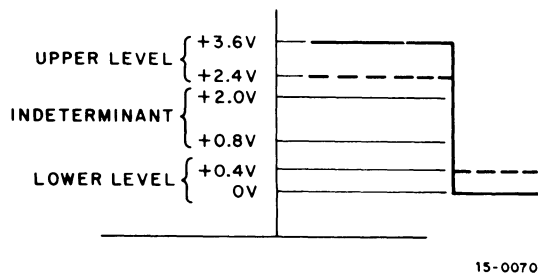 +3.6V
UPPER LEVEL
+2.4V
+2.0V
INDETERMINANT
+0.8V
+0.4V
LOWER LEVEL
0V
15-0070